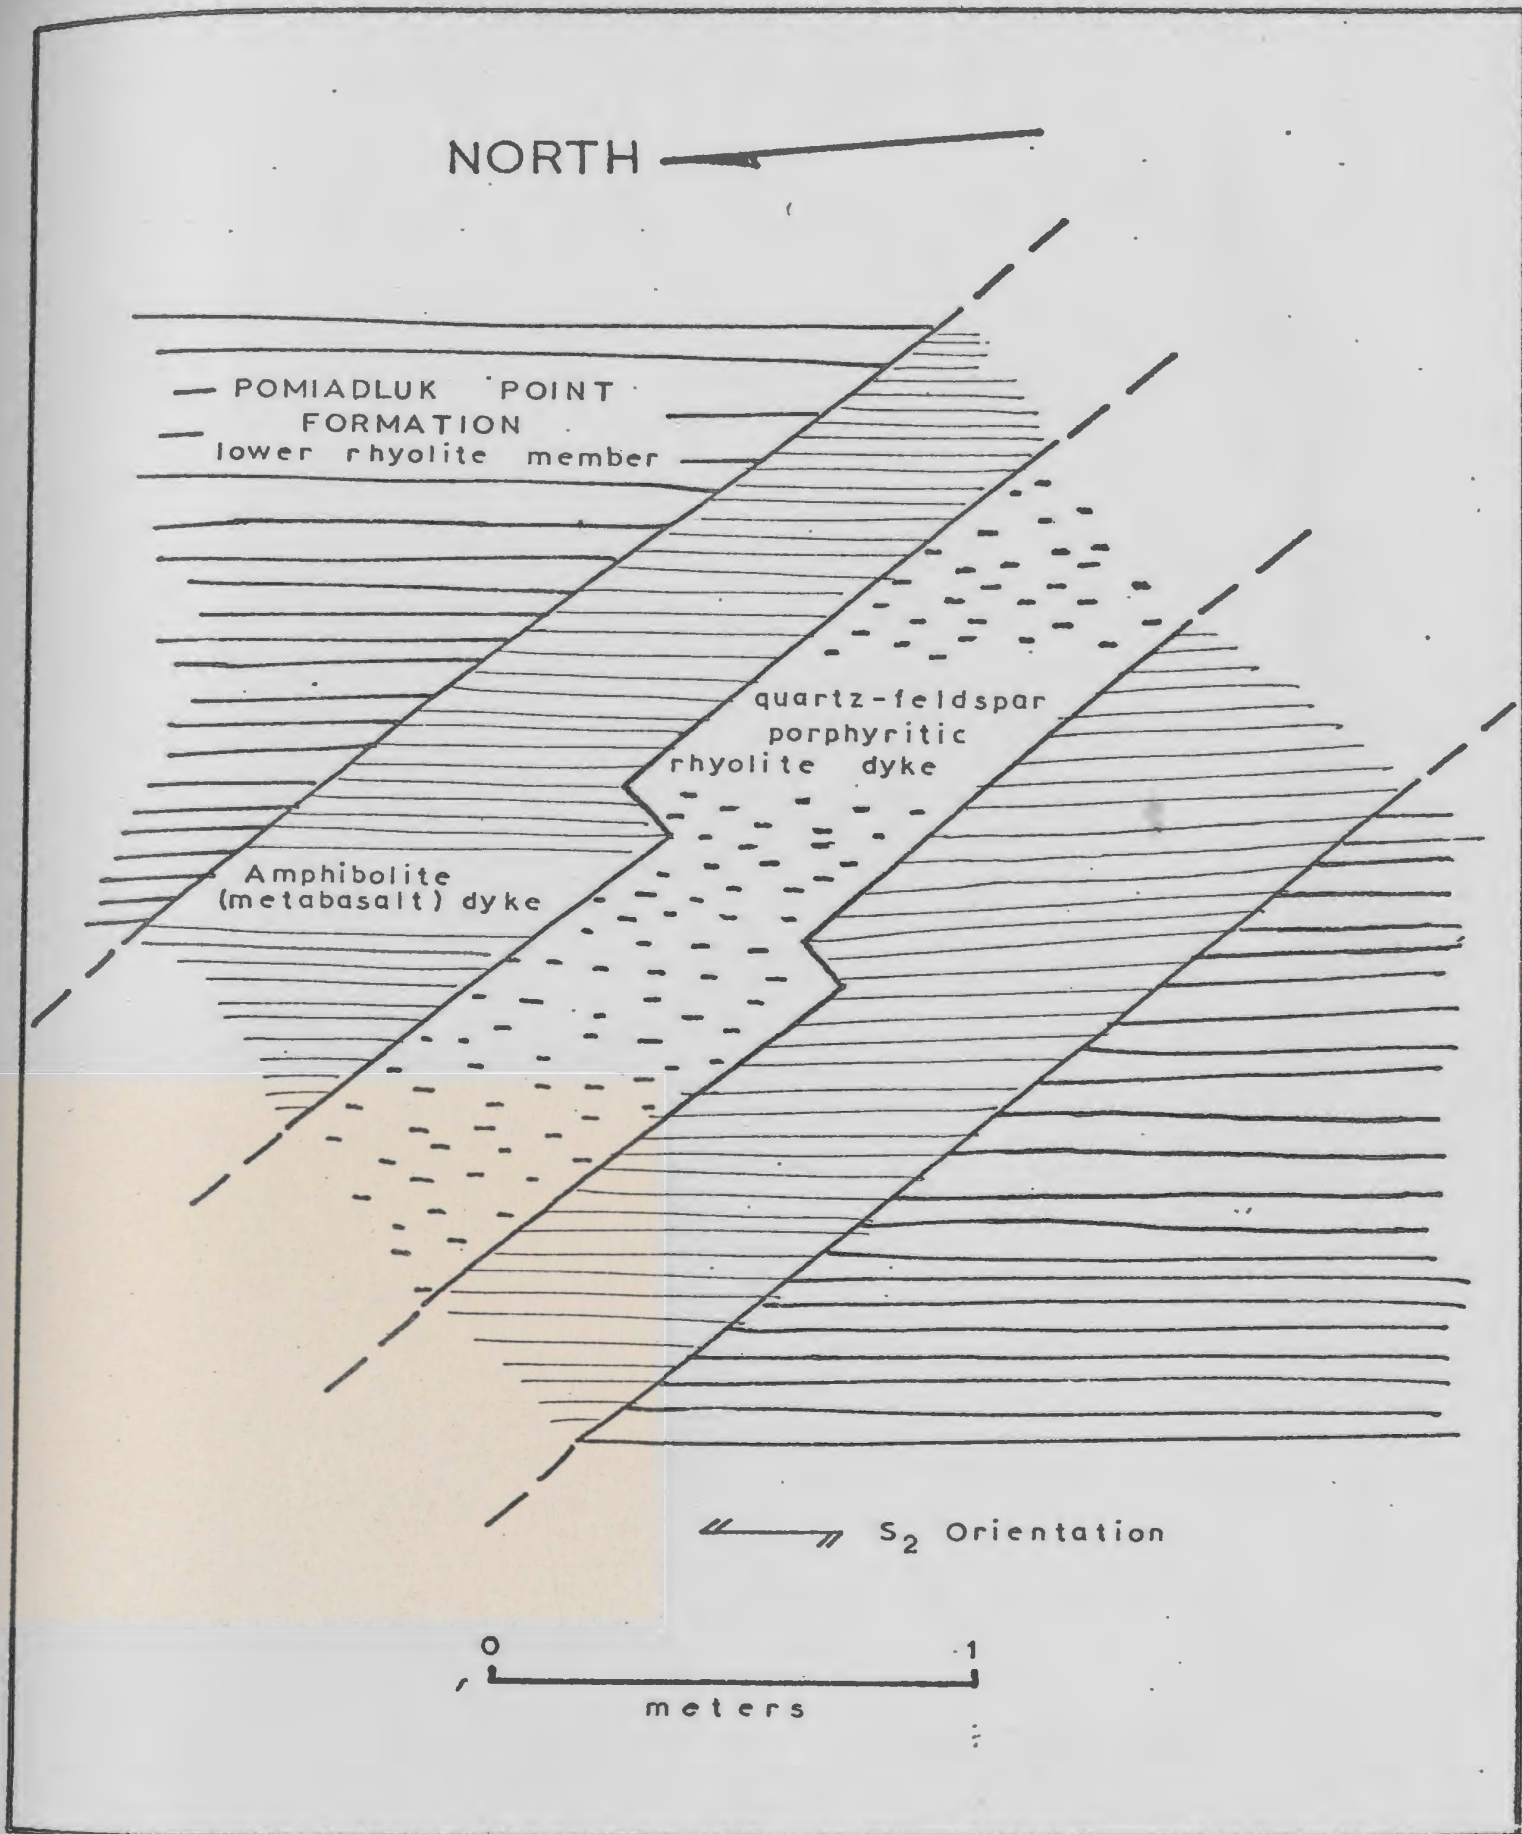 NORTH
POMIADLUK POINT
FORMATION
lower rhyolite member
quartz-feldspar
porphyritic
rhyolite dyke
Amphibolite
(metabasalt) dyke
S₂ Orientation
0 1
meters